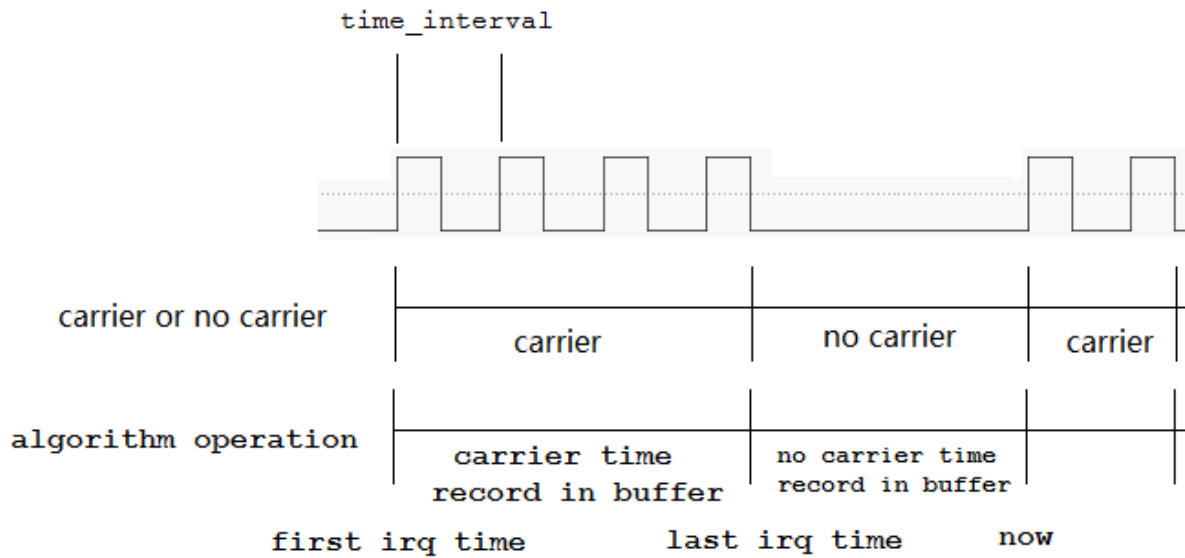 time_interval
carrier or no carrier
carrier
no carrier
carrier
algorithm operation
carrier time
record in buffer
no carrier time
record in buffer
first irq time
last irq time
now